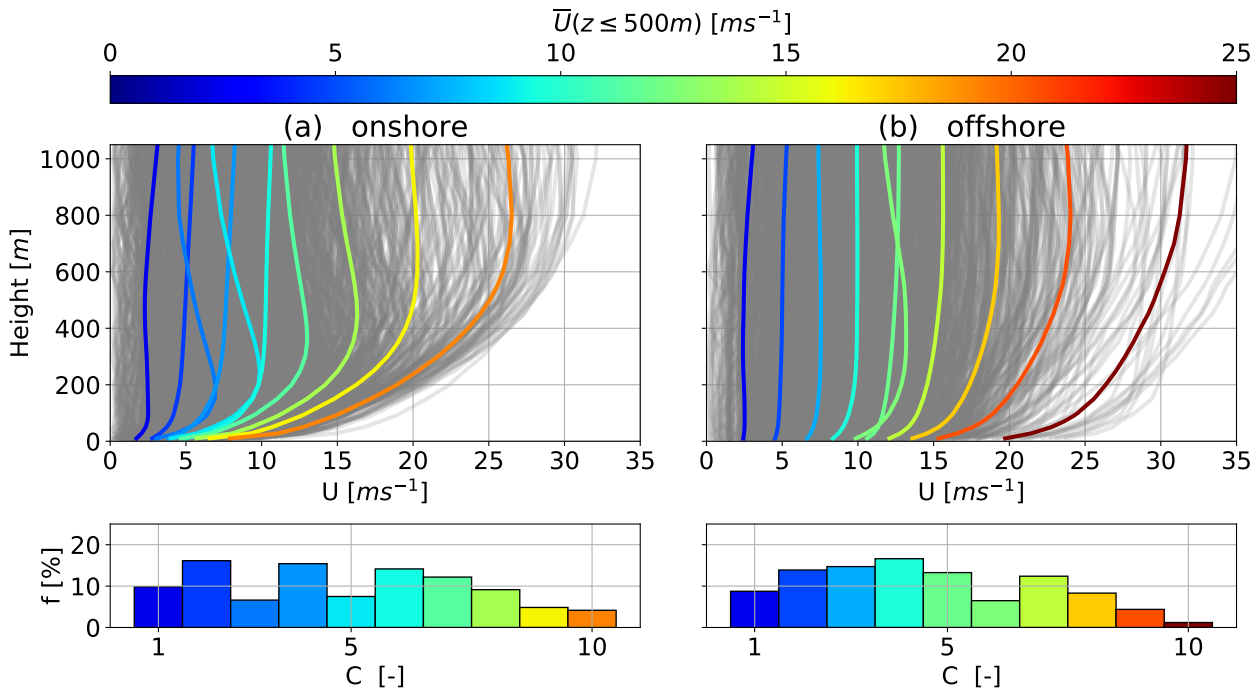 U̅(z ≤ 500m) [ms⁻¹]
0 5 10 15 20 25
(a) onshore (b) offshore
Height [m]
1000
800
600
400
200
0
0 5 10 15 20 25 30 35
U [ms⁻¹]
0 5 10 15 20 25 30 35
U [ms⁻¹]
f [%]
20
10
0
1 5 10
C [-]
1 5 10
C [-]